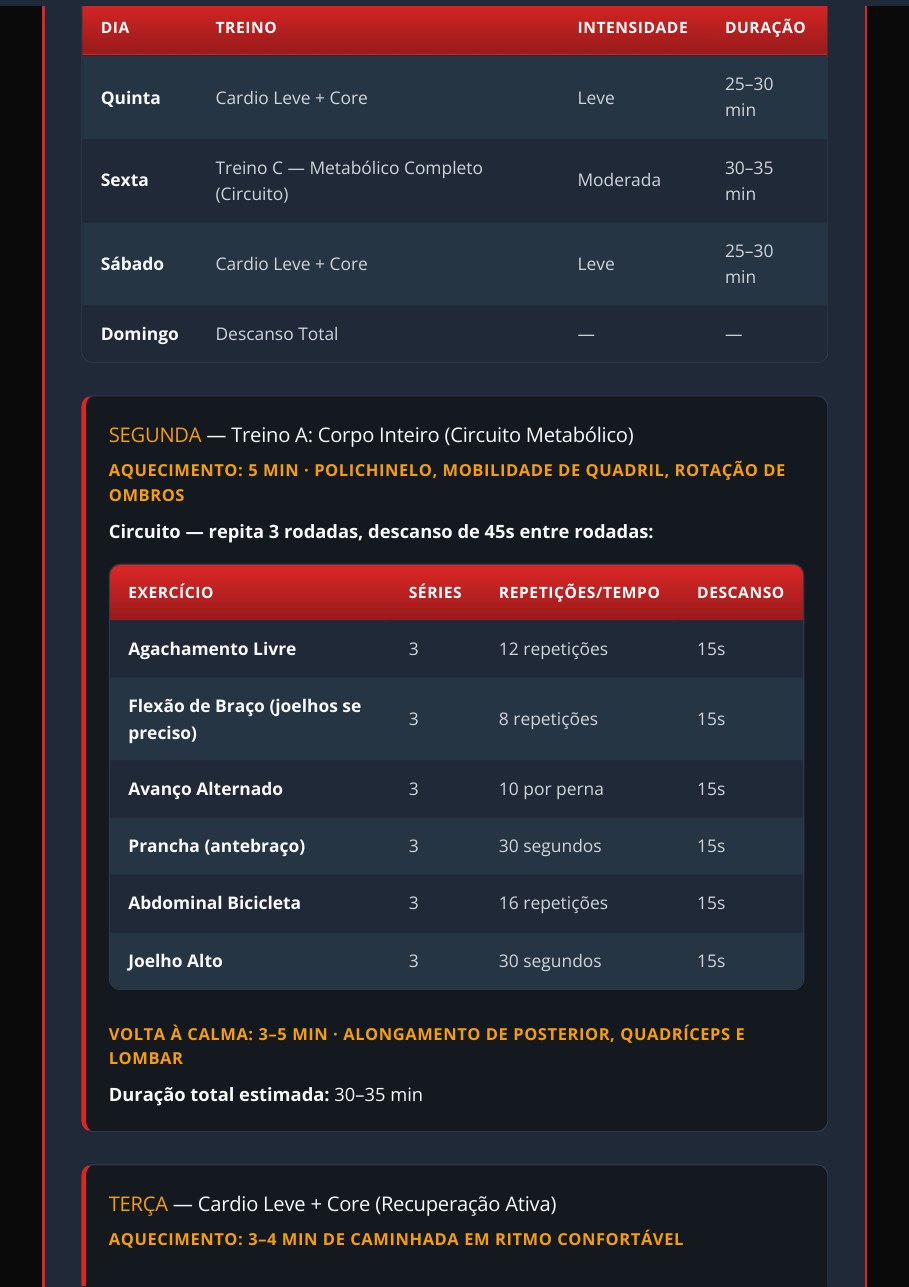 DIA TREINO INTENSIDADE DURAÇÃO
Quinta Cardio Leve + Core Leve 25–30 min
Sexta Treino C — Metabólico Completo (Circuito) Moderada 30–35 min
Sábado Cardio Leve + Core Leve 25–30 min
Domingo Descanso Total — —
SEGUNDA — Treino A: Corpo Inteiro (Circuito Metabólico)
AQUECIMENTO: 5 MIN · POLICHINELO, MOBILIDADE DE QUADRIL, ROTAÇÃO DE
OMBROS
Circuito — repita 3 rodadas, descanso de 45s entre rodadas:
EXERCÍCIO SÉRIES REPETIÇÕES/TEMPO DESCANSO
Agachamento Livre 3 12 repetições 15s
Flexão de Braço (joelhos se preciso) 3 8 repetições 15s
Avanço Alternado 3 10 por perna 15s
Prancha (antebraço) 3 30 segundos 15s
Abdominal Bicicleta 3 16 repetições 15s
Joelho Alto 3 30 segundos 15s
VOLTA À CALMA: 3–5 MIN · ALONGAMENTO DE POSTERIOR, QUADRÍCEPS E
LOMBAR
Duração total estimada: 30–35 min
TERÇA — Cardio Leve + Core (Recuperação Ativa)
AQUECIMENTO: 3–4 MIN DE CAMINHADA EM RITMO CONFORTÁVEL